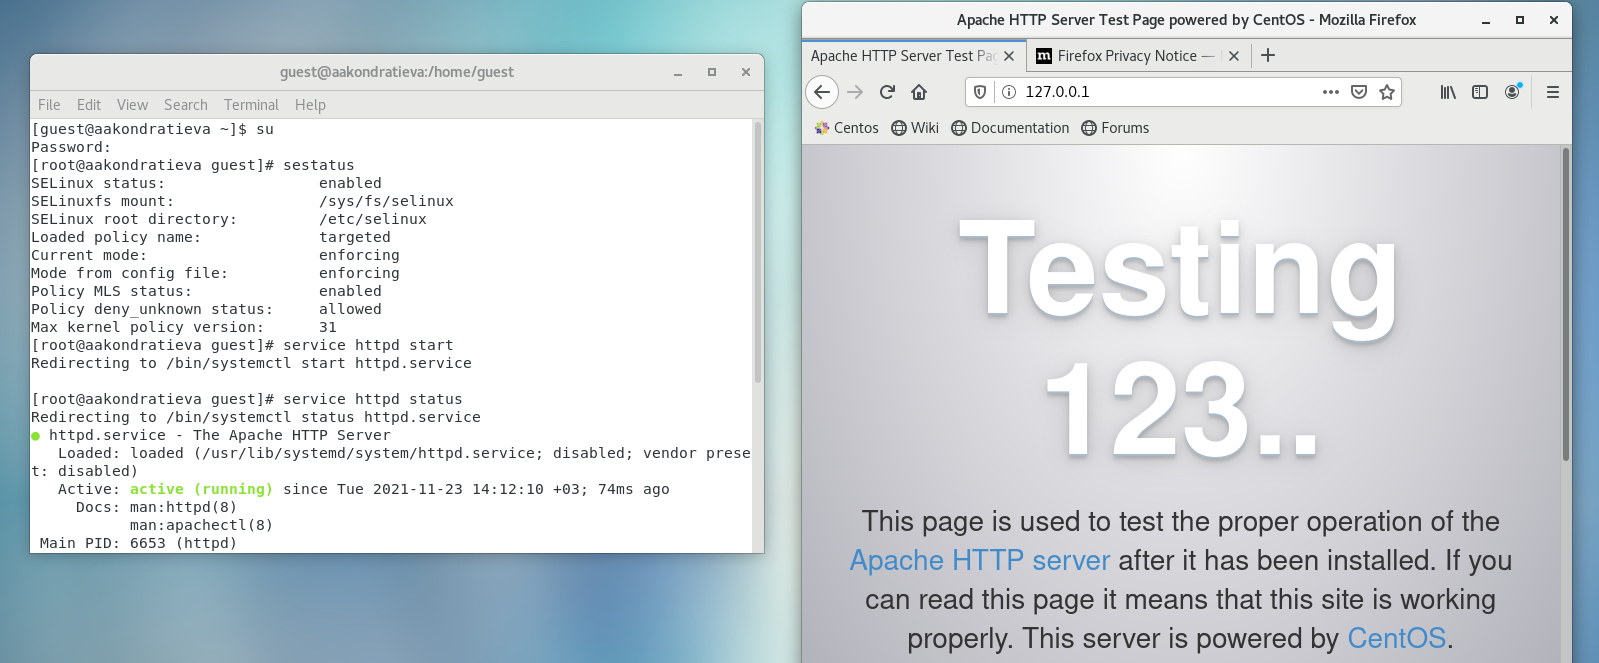 guest@aakondratieva:/home/guest
File Edit View Search Terminal Help
[guest@aakondratieva ~]$ su
Password:
[root@aakondratieva guest]# sestatus
SELinux status:                 enabled
SELinuxfs mount:                /sys/fs/selinux
SELinux root directory:         /etc/selinux
Loaded policy name:             targeted
Current mode:                   enforcing
Mode from config file:          enforcing
Policy MLS status:              enabled
Policy deny_unknown status:     allowed
Max kernel policy version:      31
[root@aakondratieva guest]# service httpd start
Redirecting to /bin/systemctl start httpd.service
[root@aakondratieva guest]# service httpd status
Redirecting to /bin/systemctl status httpd.service
● httpd.service - The Apache HTTP Server
   Loaded: loaded (/usr/lib/systemd/system/httpd.service; disabled; vendor prese
t: disabled)
   Active: active (running) since Tue 2021-11-23 14:12:10 +03; 74ms ago
     Docs: man:httpd(8)
           man:apachectl(8)
 Main PID: 6653 (httpd)
Apache HTTP Server Test Page powered by CentOS - Mozilla Firefox
Apache HTTP Server Test Pa
m Firefox Privacy Notice —
127.0.0.1
Centos Wiki Documentation Forums
Testing
123..
This page is used to test the proper operation of the
Apache HTTP server after it has been installed. If you
can read this page it means that this site is working
properly. This server is powered by CentOS.